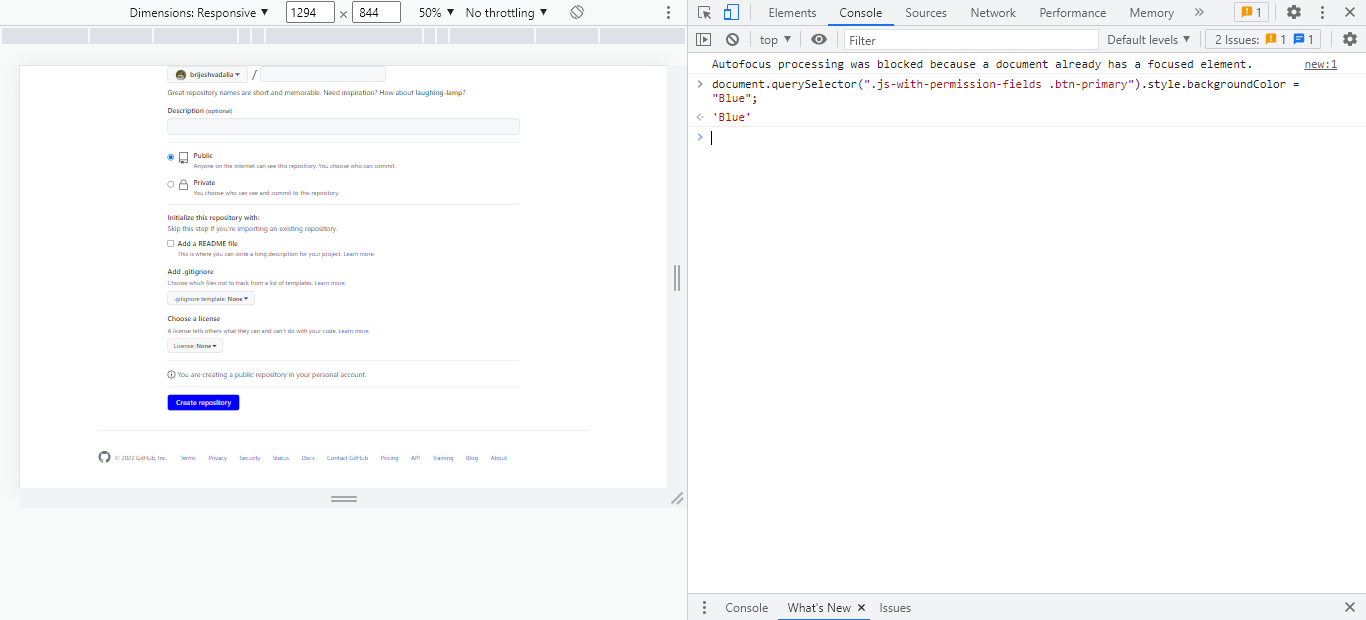 Dimensions: Responsive ▼ 1294 × 844 50% ▼ No throttling ▼
Elements Console Sources Network Performance Memory » 1
top ▼ Filter Default levels ▼ 2 Issues: 1 1
brijeshvadalia /
Great repository names are short and memorable. Need inspiration? How about laughing-lamp?
Description (optional)
Public
Anyone on the internet can see this repository. You choose who can commit.
Private
You choose who can see and commit to this repository.
Initialize this repository with:
Skip this step if you're importing an existing repository.
Add a README file
This is where you can write a long description for your project. Learn more.
Add .gitignore
Choose which files not to track from a list of templates. Learn more.
.gitignore template: None
Choose a license
A license tells others what they can and can't do with your code. Learn more.
License: None
You are creating a public repository in your personal account.
Create repository
© 2022 GitHub, Inc. Terms Privacy Security Status Docs Contact GitHub Pricing API Training Blog About
Autofocus processing was blocked because a document already has a focused element. new:1
> document.querySelector(".js-with-permission-fields .btn-primary").style.backgroundColor =
"Blue";
'Blue'
>
Console What's New × Issues